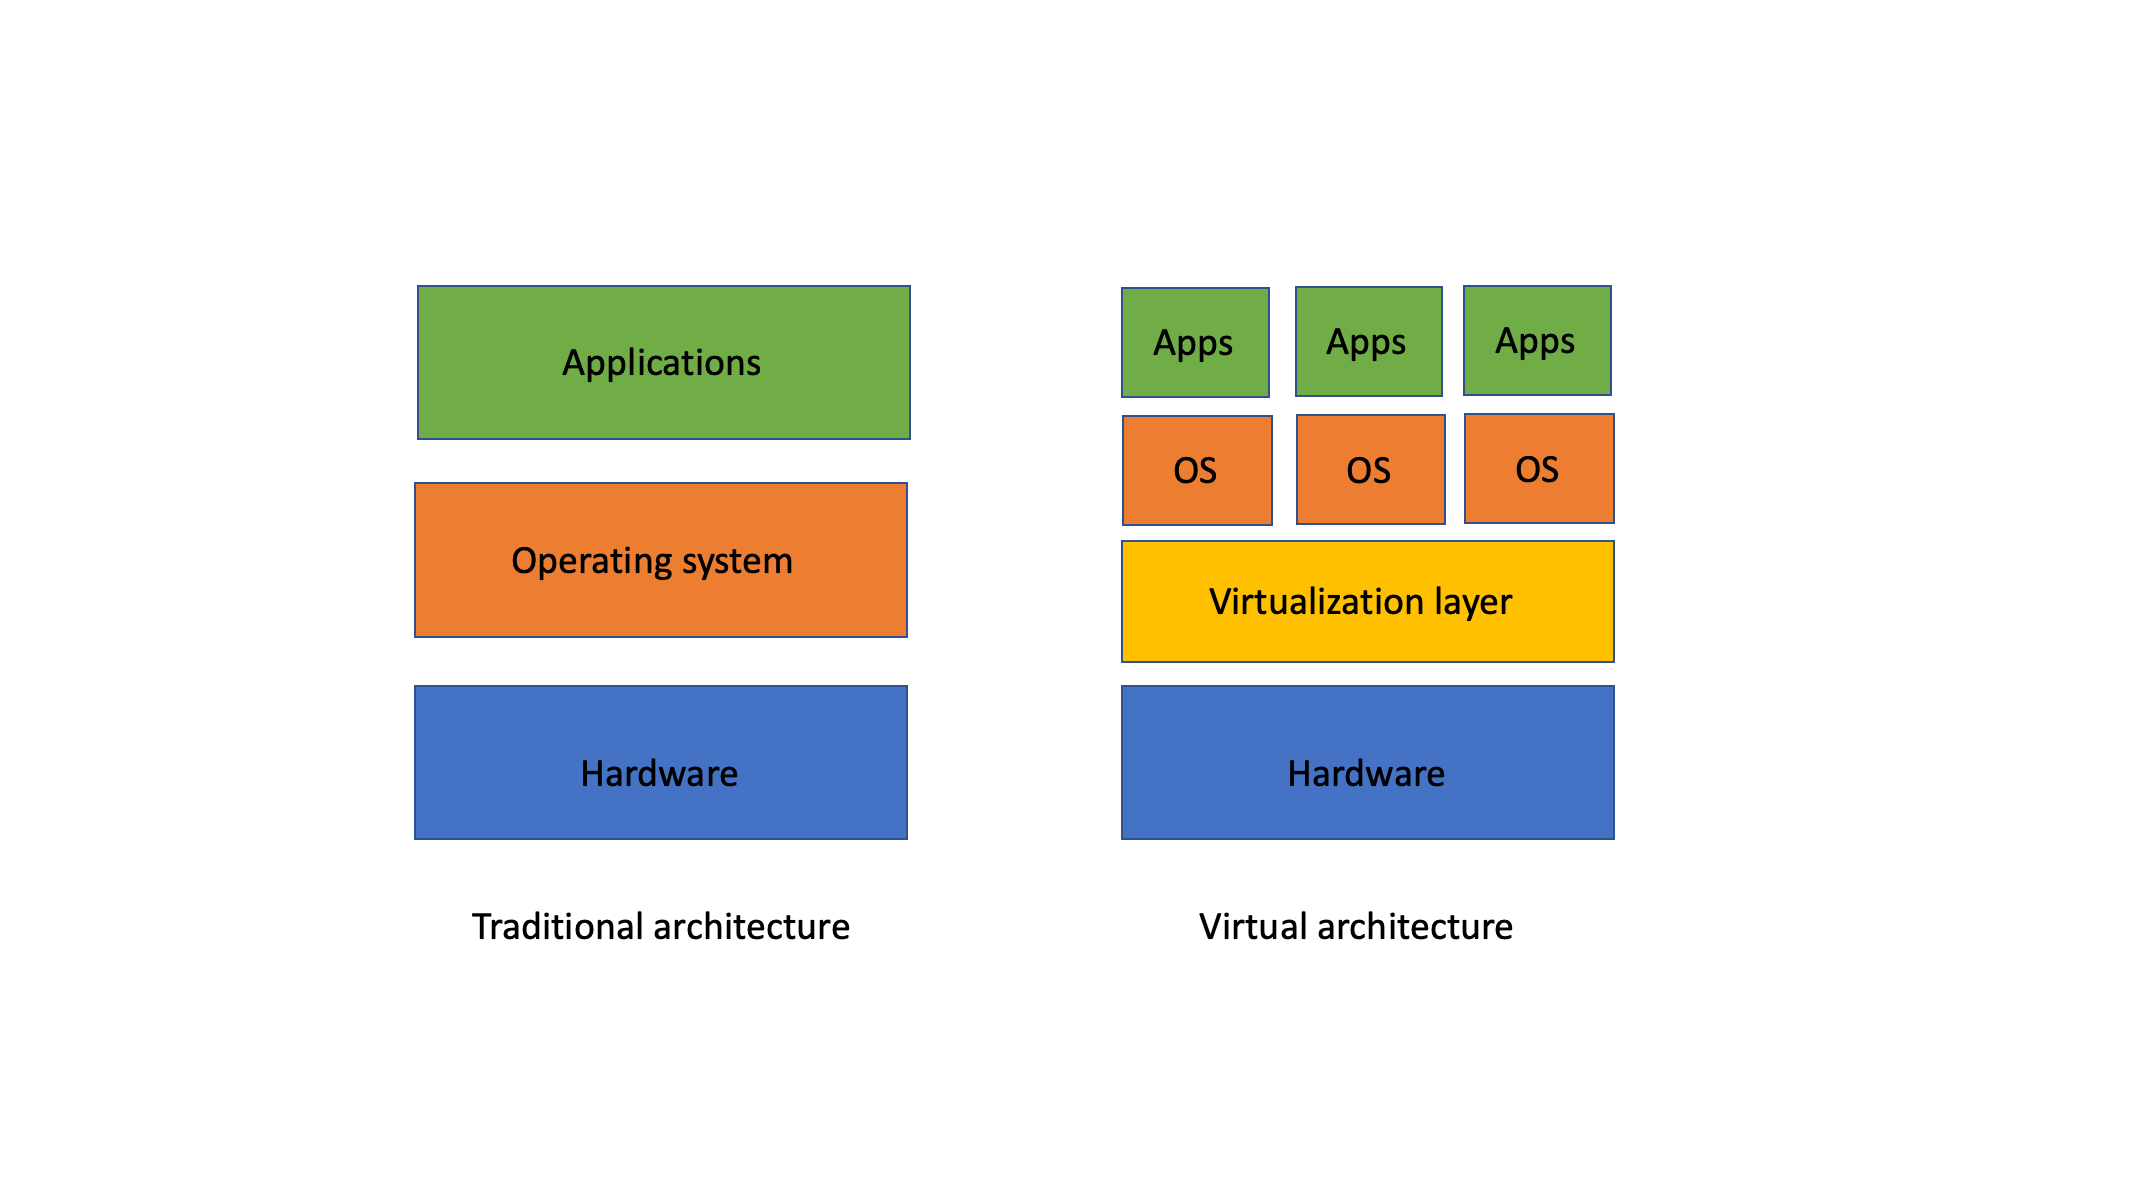 Applications
Operating system
Hardware
Traditional architecture
Apps Apps Apps
OS OS OS
Virtualization layer
Hardware
Virtual architecture